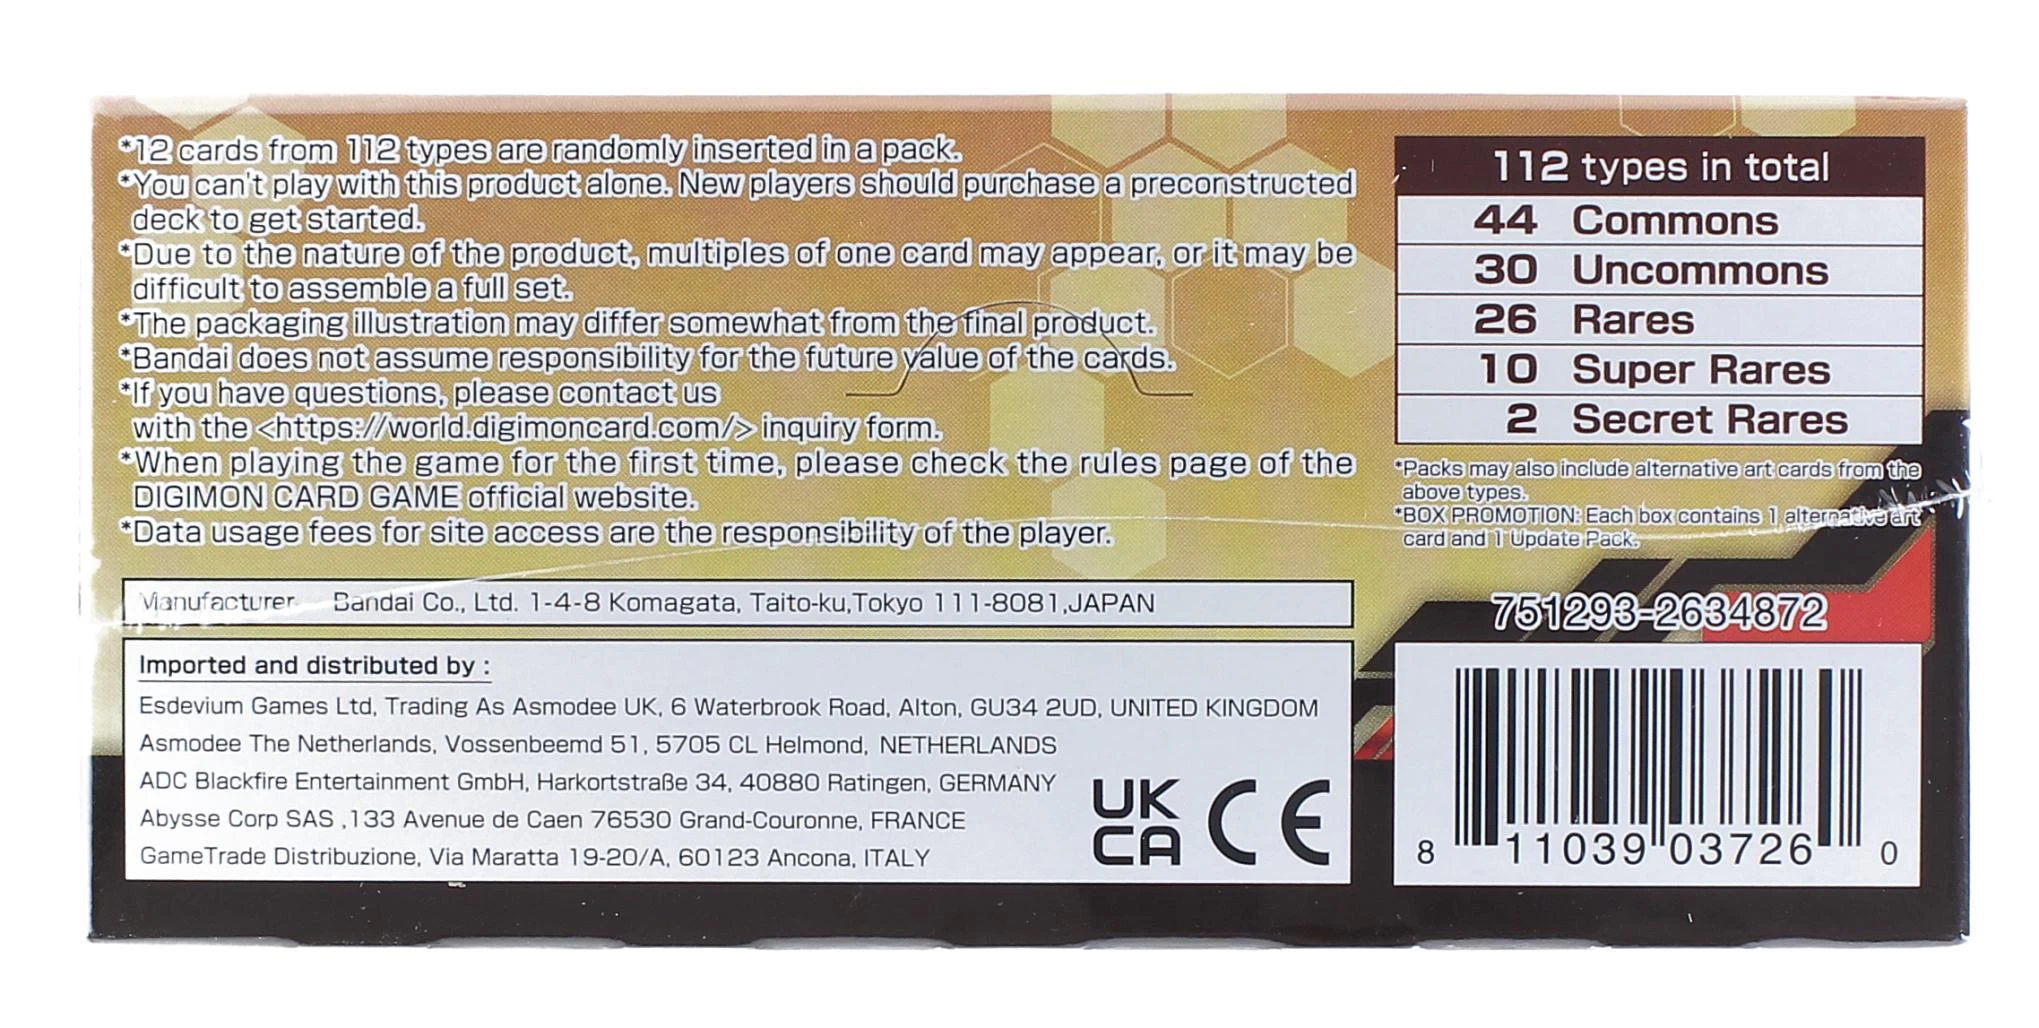 *12 cards from 112 types are randomly inserted in a pack.
*You can't play with this product alone. New players should purchase a preconstructed
deck to get started.
*Due to the nature of the product, multiples of one card may appear, or it may be
difficult to assemble a full set.
*The packaging illustration may differ somewhat from the final product.
*Bandai does not assume responsibility for the future value of the cards.
*If you have questions, please contact us
with the <https://world.digimoncard.com/> inquiry form.
*When playing the game for the first time, please check the rules page of the
DIGIMON CARD GAME official website.
*Data usage fees for site access are the responsibility of the player.
Manufacturer Bandai Co., Ltd. 1-4-8 Komagata, Taito-ku,Tokyo 111-8081,JAPAN
Imported and distributed by :
Esdevium Games Ltd, Trading As Asmodee UK, 6 Waterbrook Road, Alton, GU34 2UD, UNITED KINGDOM
Asmodee The Netherlands, Vossenbeemd 51, 5705 CL Helmond, NETHERLANDS
ADC Blackfire Entertainment GmbH, Harkortstraße 34, 40880 Ratingen, GERMANY
Abysse Corp SAS ,133 Avenue de Caen 76530 Grand-Couronne, FRANCE
GameTrade Distribuzione, Via Maratta 19-20/A, 60123 Ancona, ITALY
UK
CA CE
112 types in total
44 Commons
30 Uncommons
26 Rares
10 Super Rares
2 Secret Rares
*Packs may also include alternative art cards from the
above types.
*BOX PROMOTION: Each box contains 1 alternative art
card and 1 Update Pack.
751293-2634872
8 11039 03726 0